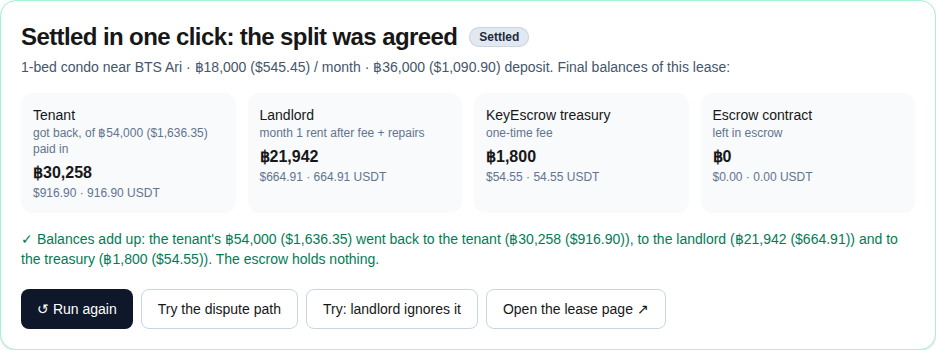 Settled in one click: the split was agreed
Settled
1-bed condo near BTS Ari · ฿18,000 ($545.45) / month · ฿36,000 ($1,090.90) deposit. Final balances of this lease:
Tenant
got back, of ฿54,000 ($1,636.35)
paid in
฿30,258
$916.90 · 916.90 USDT
Landlord
month 1 rent after fee + repairs
฿21,942
$664.91 · 664.91 USDT
KeyEscrow treasury
one-time fee
฿1,800
$54.55 · 54.55 USDT
Escrow contract
left in escrow
฿0
$0.00 · 0.00 USDT
✓ Balances add up: the tenant's ฿54,000 ($1,636.35) went back to the tenant (฿30,258 ($916.90)), to the landlord (฿21,942 ($664.91)) and to
the treasury (฿1,800 ($54.55)). The escrow holds nothing.
↺ Run again
Try the dispute path
Try: landlord ignores it
Open the lease page ↗